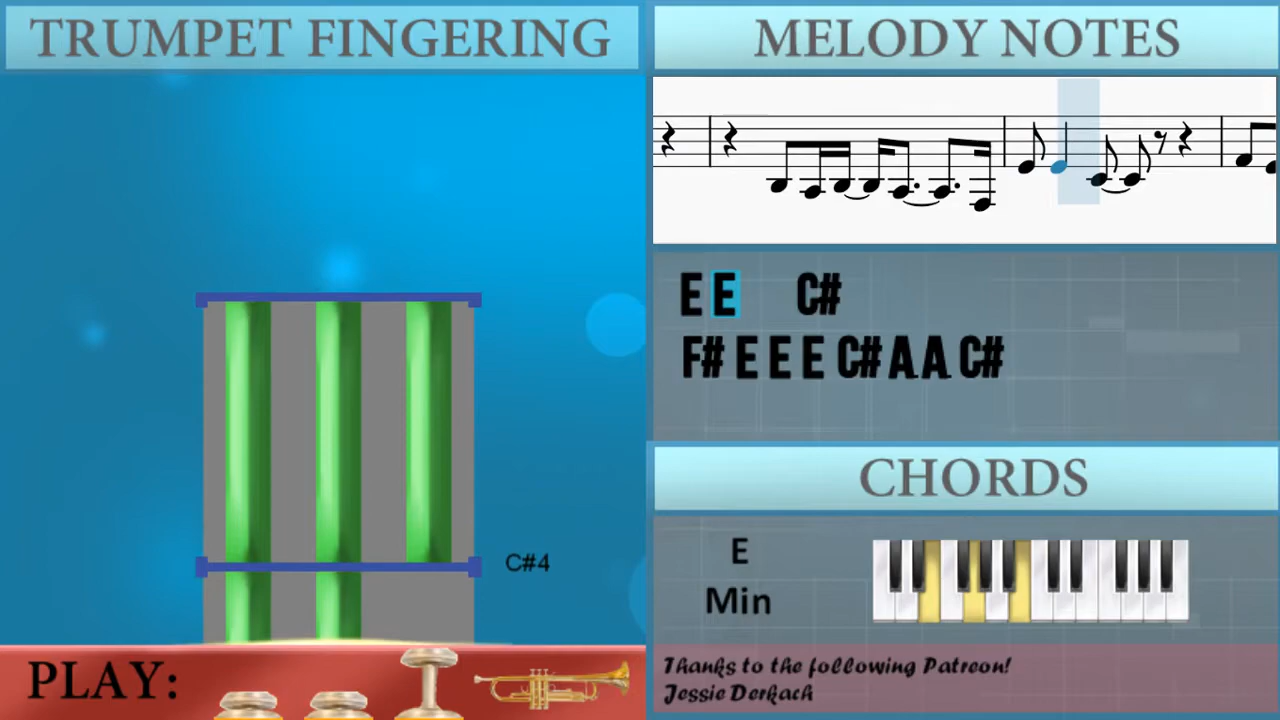 TRUMPET FINGERING
C#4
PLAY:
MELODY NOTES
E E C#
F# E E E C# A A C#
CHORDS
E
Min
Thanks to the following Patreon!
Jessie Derkach